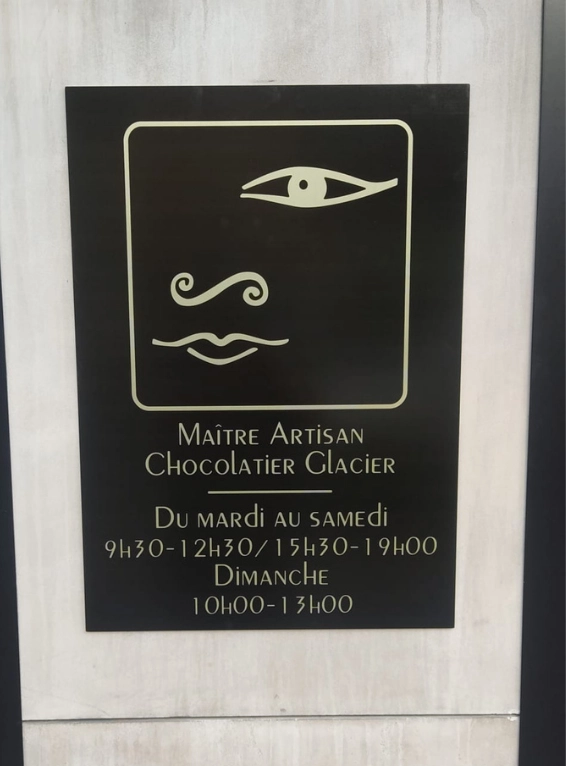 Maître Artisan
Chocolatier Glacier
Du mardi au samedi
9h30-12h30/15h30-19h00
Dimanche
10h00-13h00